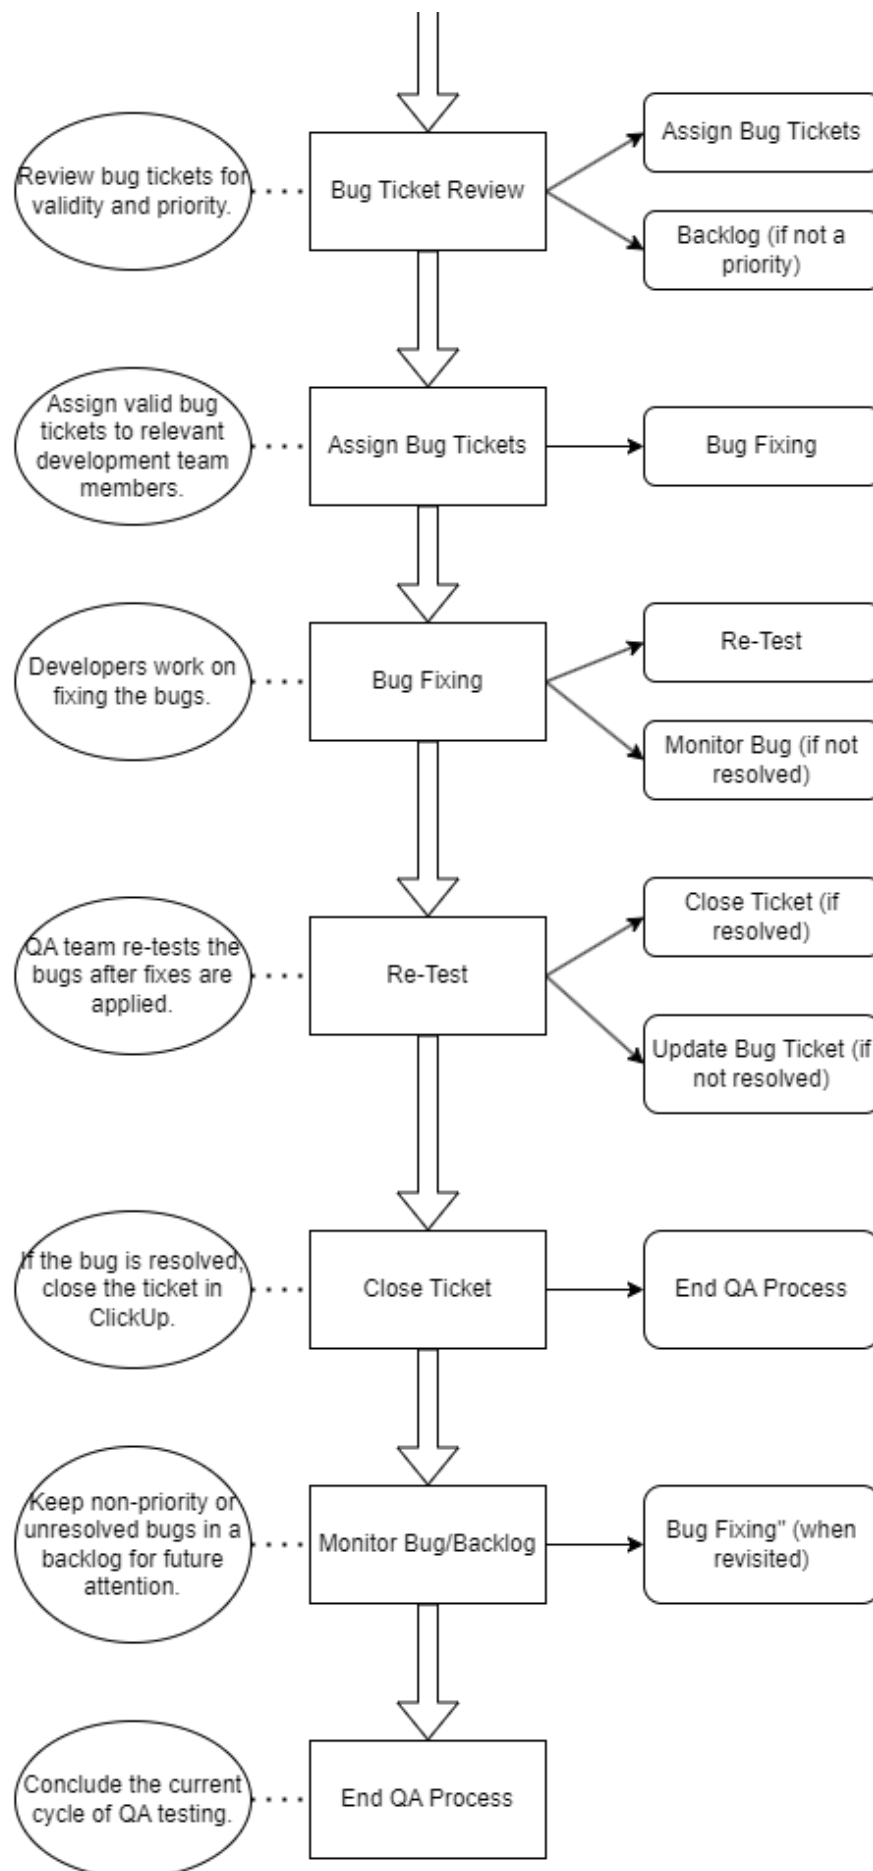 Review bug tickets for
validity and priority.
Bug Ticket Review
Assign Bug Tickets
Backlog (if not a
priority)
Assign valid bug
tickets to relevant
development team
members.
Assign Bug Tickets
Bug Fixing
Developers work on
fixing the bugs.
Bug Fixing
Re-Test
Monitor Bug (if not
resolved)
QA team re-tests the
bugs after fixes are
applied.
Re-Test
Close Ticket (if
resolved)
Update Bug Ticket (if
not resolved)
If the bug is resolved,
close the ticket in
ClickUp.
Close Ticket
End QA Process
Keep non-priority or
unresolved bugs in a
backlog for future
attention.
Monitor Bug/Backlog
Bug Fixing" (when
revisited)
Conclude the current
cycle of QA testing.
End QA Process